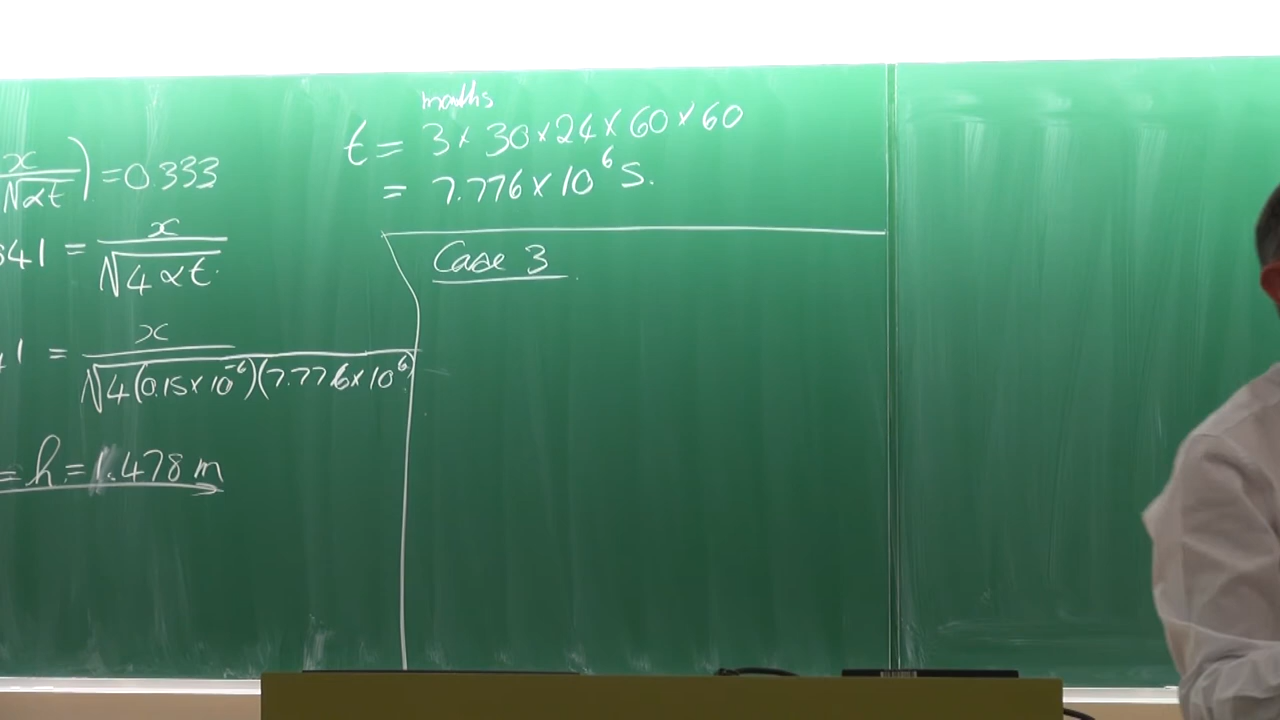 x
√αt ) = 0.333
41 = x
√4αt.
1 = x
√4(0.15×10⁻⁶)(7.776×10⁶)
= h = 1.478 m
months
t = 3×30×24×60×60
= 7.776×10⁶ s.
Case 3